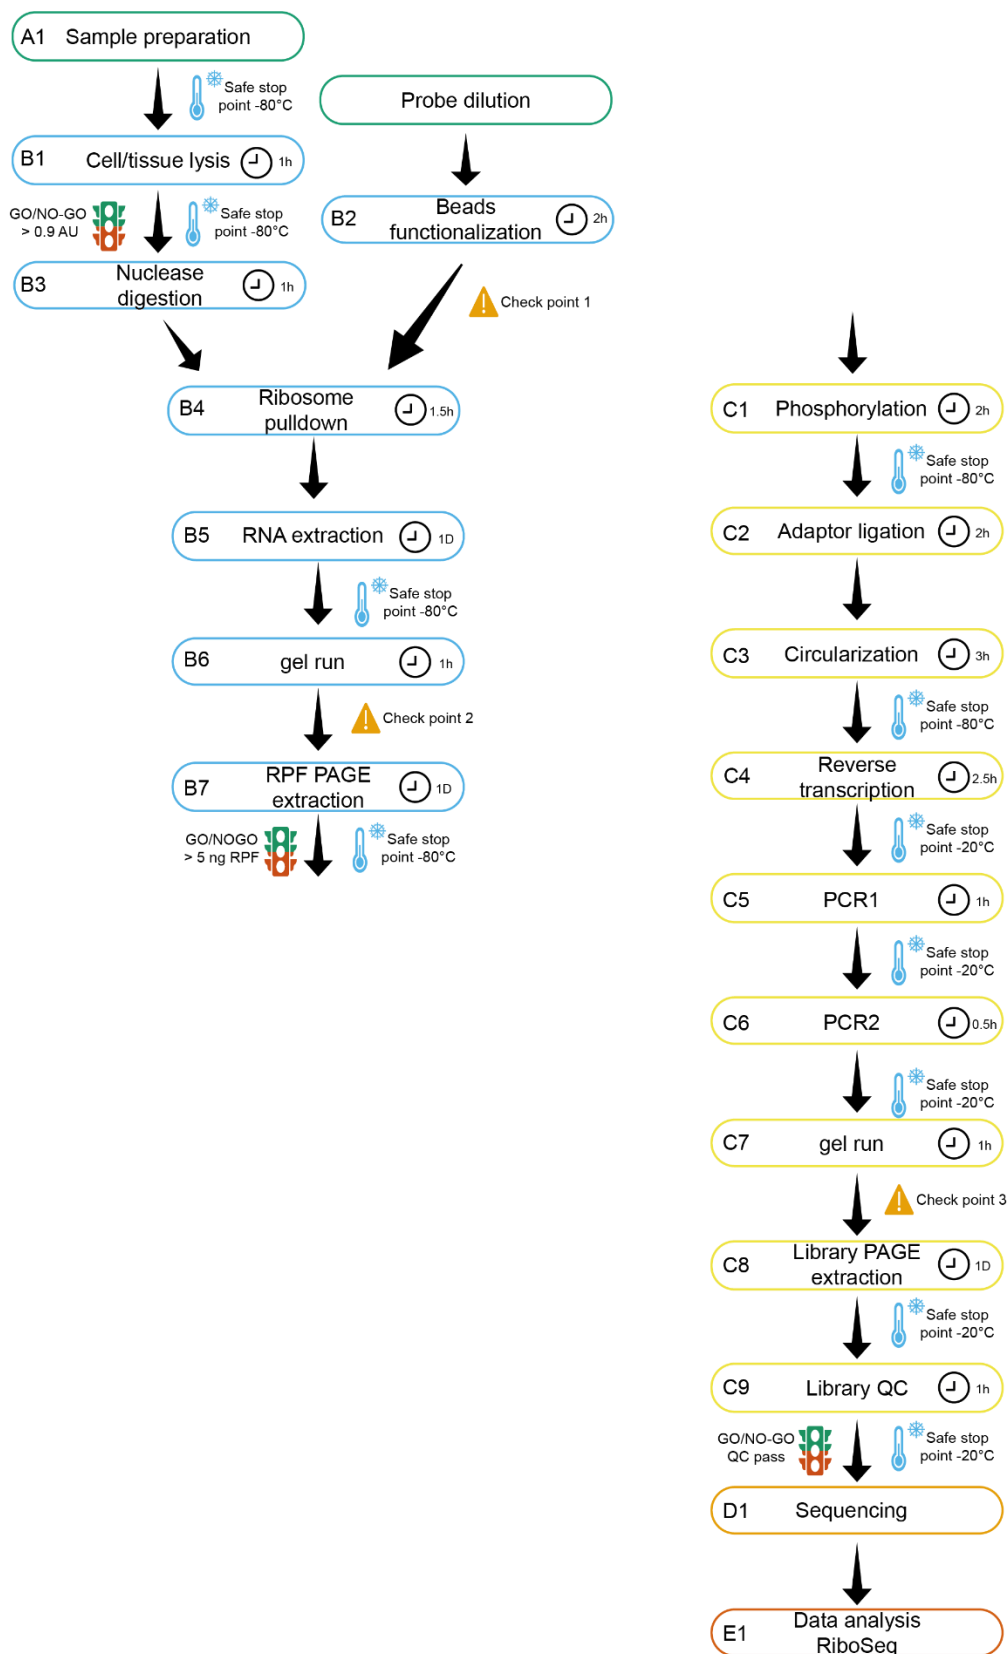 A1 Sample preparation
Safe stop
point -80°C
Probe dilution
B1 Cell/tissue lysis 1h
GO/NO-GO
> 0.9 AU
Safe stop
point -80°C
B2 Beads
functionalization 2h
B3 Nuclease
digestion 1h
Check point 1
B4 Ribosome
pulldown 1.5h
B5 RNA extraction 1D
Safe stop
point -80°C
B6 gel run 1h
Check point 2
B7 RPF PAGE
extraction 1D
GO/NOGO
> 5 ng RPF
Safe stop
point -80°C
C1 Phosphorylation 2h
Safe stop
point -80°C
C2 Adaptor ligation 2h
C3 Circularization 3h
Safe stop
point -80°C
C4 Reverse
transcription 2.5h
Safe stop
point -20°C
C5 PCR1 1h
Safe stop
point -20°C
C6 PCR2 0.5h
Safe stop
point -20°C
C7 gel run 1h
Check point 3
C8 Library PAGE
extraction 1D
Safe stop
point -20°C
C9 Library QC 1h
GO/NO-GO
QC pass
Safe stop
point -20°C
D1 Sequencing
E1 Data analysis
RiboSeq